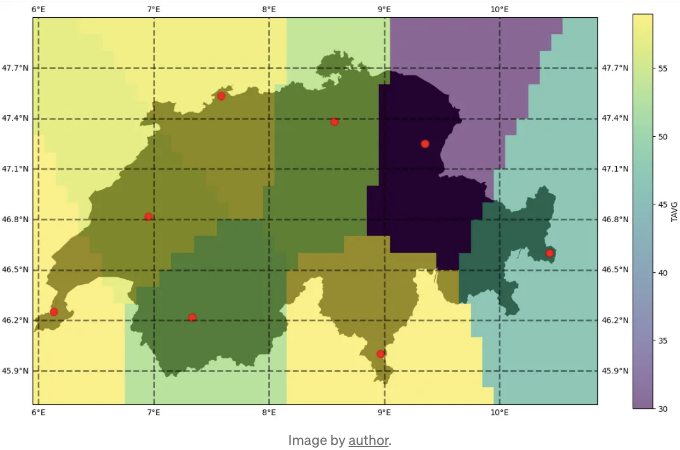 6°E 7°E 8°E 9°E 10°E
47.7°N 47.7°N
47.4°N 47.4°N
47.1°N 47.1°N
46.8°N 46.8°N
46.5°N 46.5°N
46.2°N 46.2°N
45.9°N 45.9°N
6°E 7°E 8°E 9°E 10°E
55
50
45
40
35
30
TAVG
Image by author.